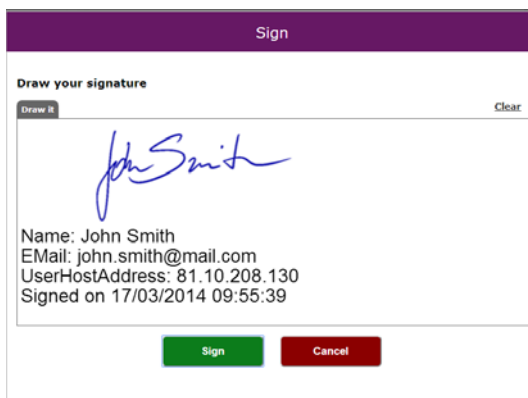 Sign
Draw your signature
Draw it Clear
John Smith
Name: John Smith
EMail: john.smith@mail.com
UserHostAddress: 81.10.208.130
Signed on 17/03/2014 09:55:39
Sign Cancel